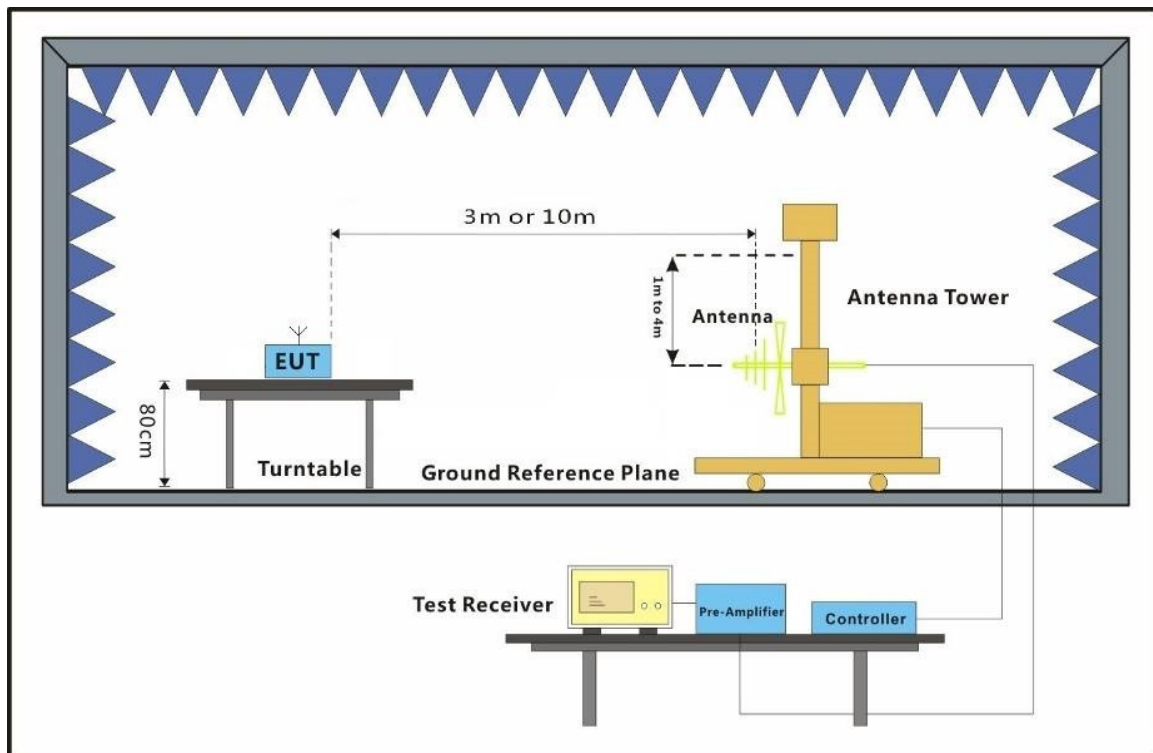 3m or 10m
1m to 4m
Antenna
Antenna Tower
EUT
80cm
Turntable
Ground Reference Plane
Test Receiver
Pre-Amplifier
Controller